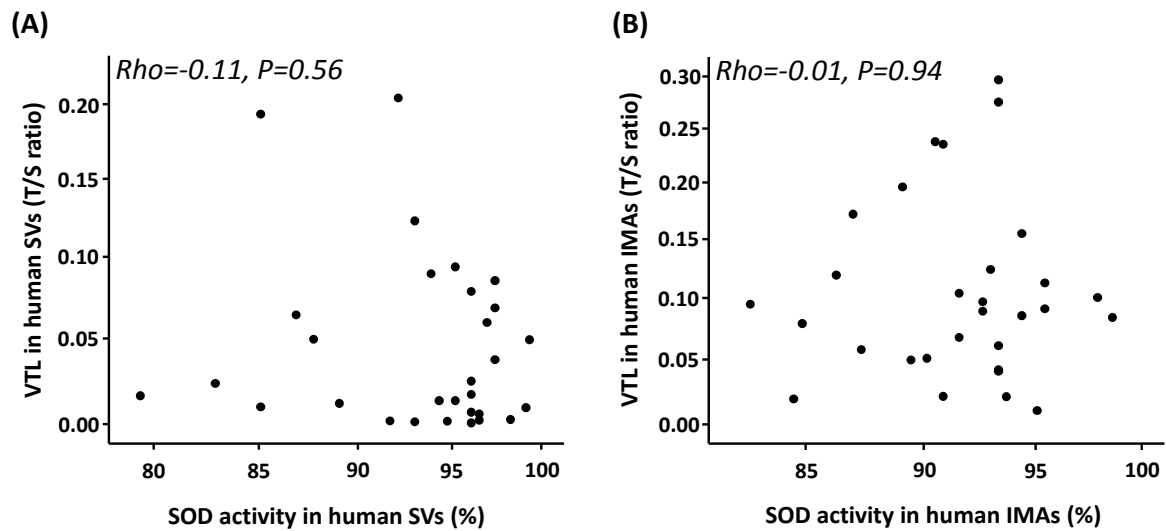 (A)
Rho=-0.11, P=0.56
VTL in human SVs (T/S ratio)
0.20
0.15
0.10
0.05
0.00
80 85 90 95 100
SOD activity in human SVs (%)
(B)
Rho=-0.01, P=0.94
VTL in human IMAs (T/S ratio)
0.30
0.25
0.20
0.15
0.10
0.05
0.00
85 90 95 100
SOD activity in human IMAs (%)